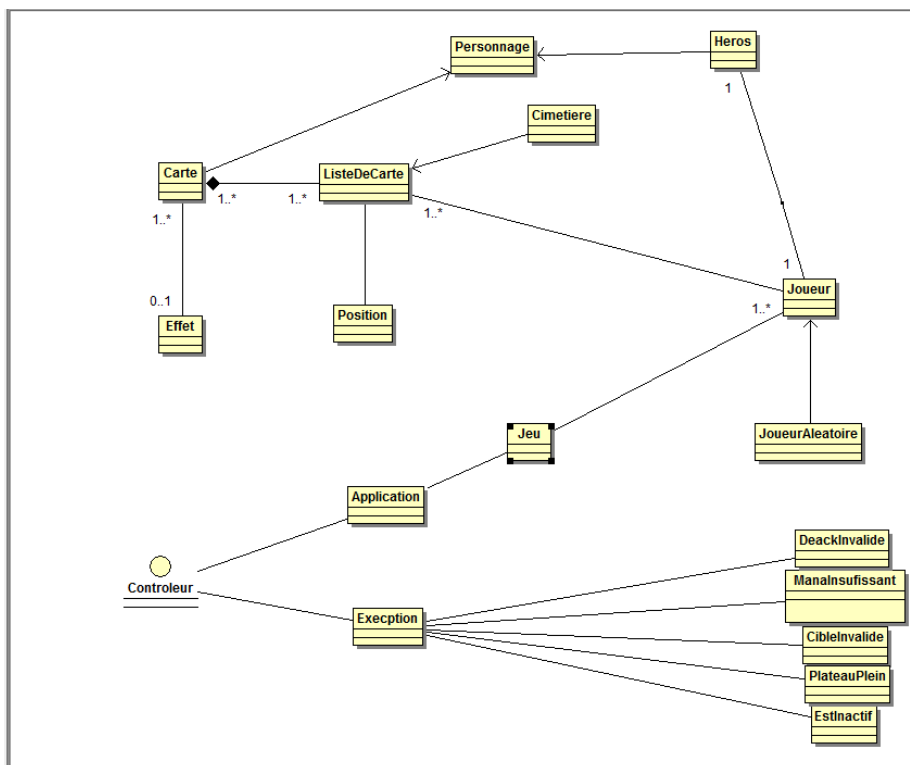 Personnage
Heros
1
Cimetiere
Carte
ListeDeCarte
1..*
1..*
1..*
1..*
1
0..1
Joueur
1..*
Effet
Position
Jeu
JoueurAleatoire
Application
DeackInvalide
Controleur
ManaInsufissant
Execption
CibleInvalide
PlateauPlein
EstInactif